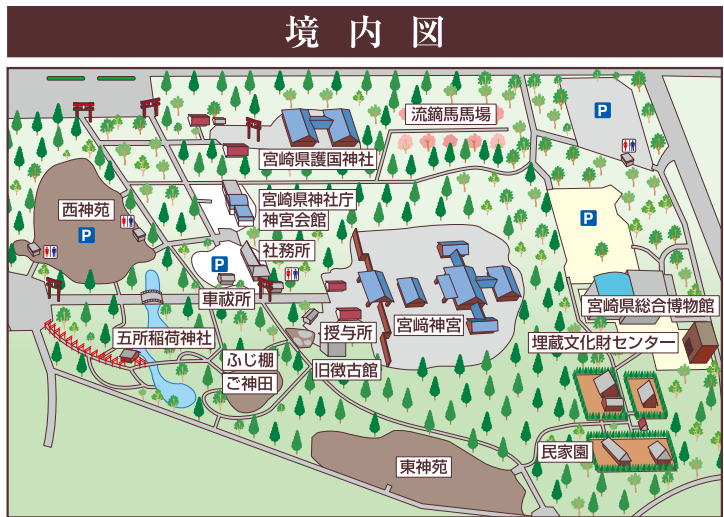 境内図
流鏑馬馬場
P
宮崎県護国神社
宮崎県神社庁
神宮会館
西神苑
P
社務所
P
P
車祓所
宮崎県総合博物館
五所稲荷神社
授与所
宮﨑神宮
埋蔵文化財センター
ふじ棚
ご神田
旧徴古館
民家園
東神苑